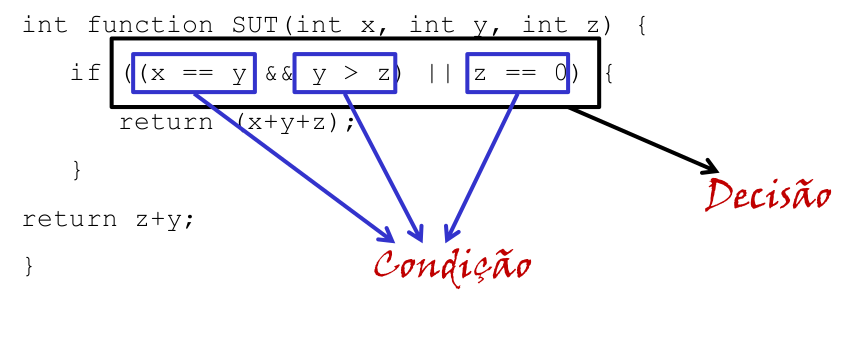 int function SUT(int x, int y, int z) {
if ((x == y && y > z) || z == 0) {
return (x+y+z);
}
Decisão
return z+y;
}
Condição